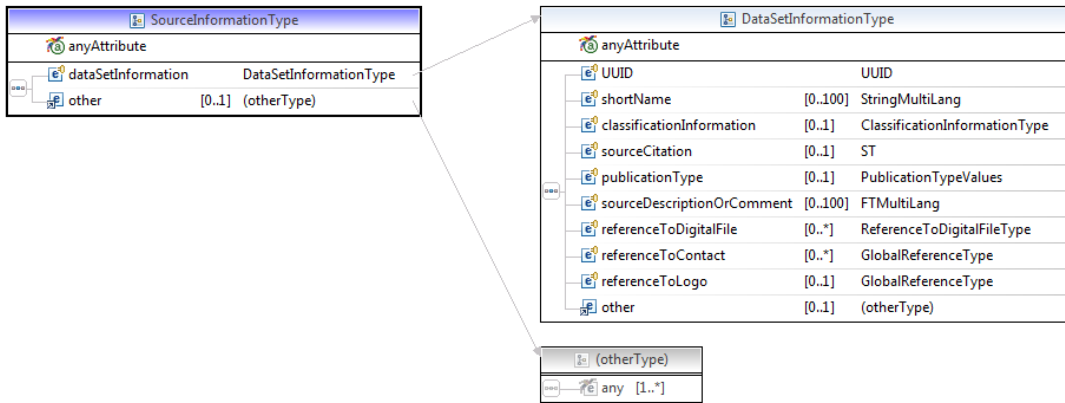 SourceInformationType
anyAttribute
dataSetInformation DataSetInformationType
other [0..1] (otherType)
DataSetInformationType
anyAttribute
UUID UUID
shortName [0..100] StringMultiLang
classificationInformation [0..1] ClassificationInformationType
sourceCitation [0..1] ST
publicationType [0..1] PublicationTypeValues
sourceDescriptionOrComment [0..100] FTMultiLang
referenceToDigitalFile [0..*] ReferenceToDigitalFileType
referenceToContact [0..*] GlobalReferenceType
referenceToLogo [0..1] GlobalReferenceType
other [0..1] (otherType)
(otherType)
any [1..*]